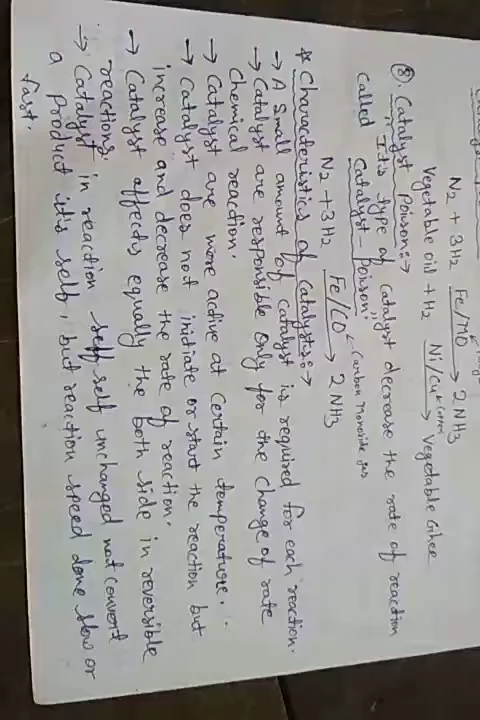 N2 + 3H2 Fe/MO → 2NH3
Vegetable oil + H2 Ni/Cu → Vegetable Ghee
⑧. Catalyst Poison:→
Its type of catalyst decrease the rate of reaction
called Catalyst-Poison.
N2 + 3H2 Fe/CO → 2NH3
Carbon Monoxide gas
* Characteristics of Catalysts:→
→ A Small amount of catalyst is required for each reaction.
→ Catalyst are responsible only for the change of rate
Chemical reaction.
→ Catalyst are more active at certain temperature.
→ Catalyst does not initiate or start the reaction but
increase and decrease the rate of reaction.
→ Catalyst affects equally the both side in reversible
reactions.
→ Catalyst in reaction self self unchanged not convert
a product its self, but reaction speed done slow or
fast.